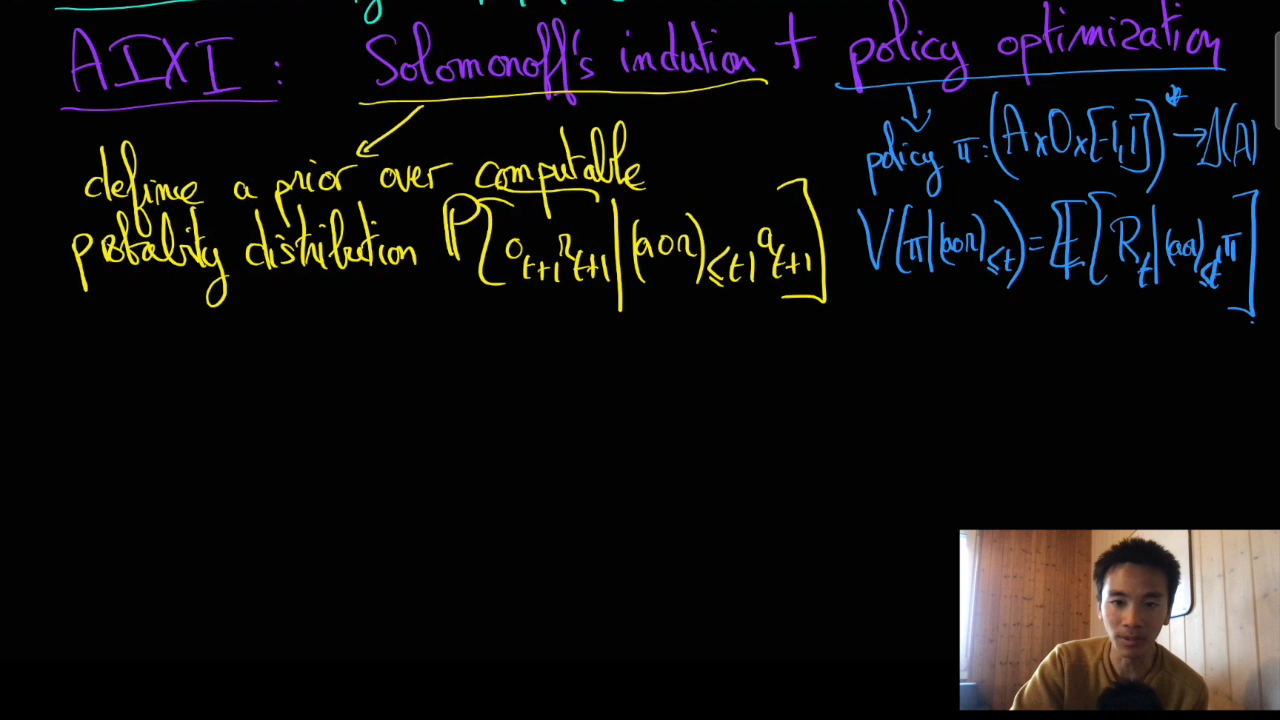 AIXI : Solomonoff's indution + policy optimization
define a prior over computable
probability distribution ℙ[o_{t+1} r_{t+1} | (aor)_{≤t}, a_{t+1}]
policy π : (A×O×[-1,1])* → Δ(A)
V(π|(aor)_{≤t}) = 𝔼[R_t | (aor)_{≤t} π]